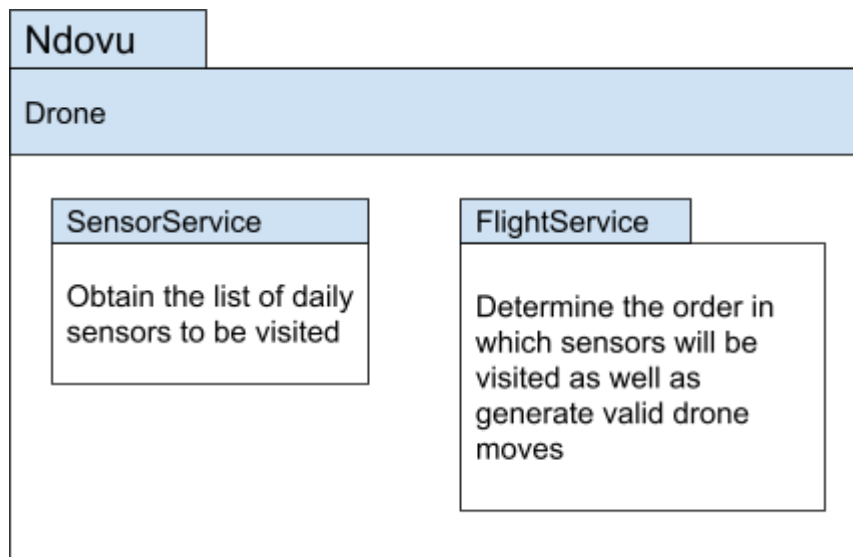 Ndovu
Drone
SensorService
Obtain the list of daily
sensors to be visited
FlightService
Determine the order in
which sensors will be
visited as well as
generate valid drone
moves